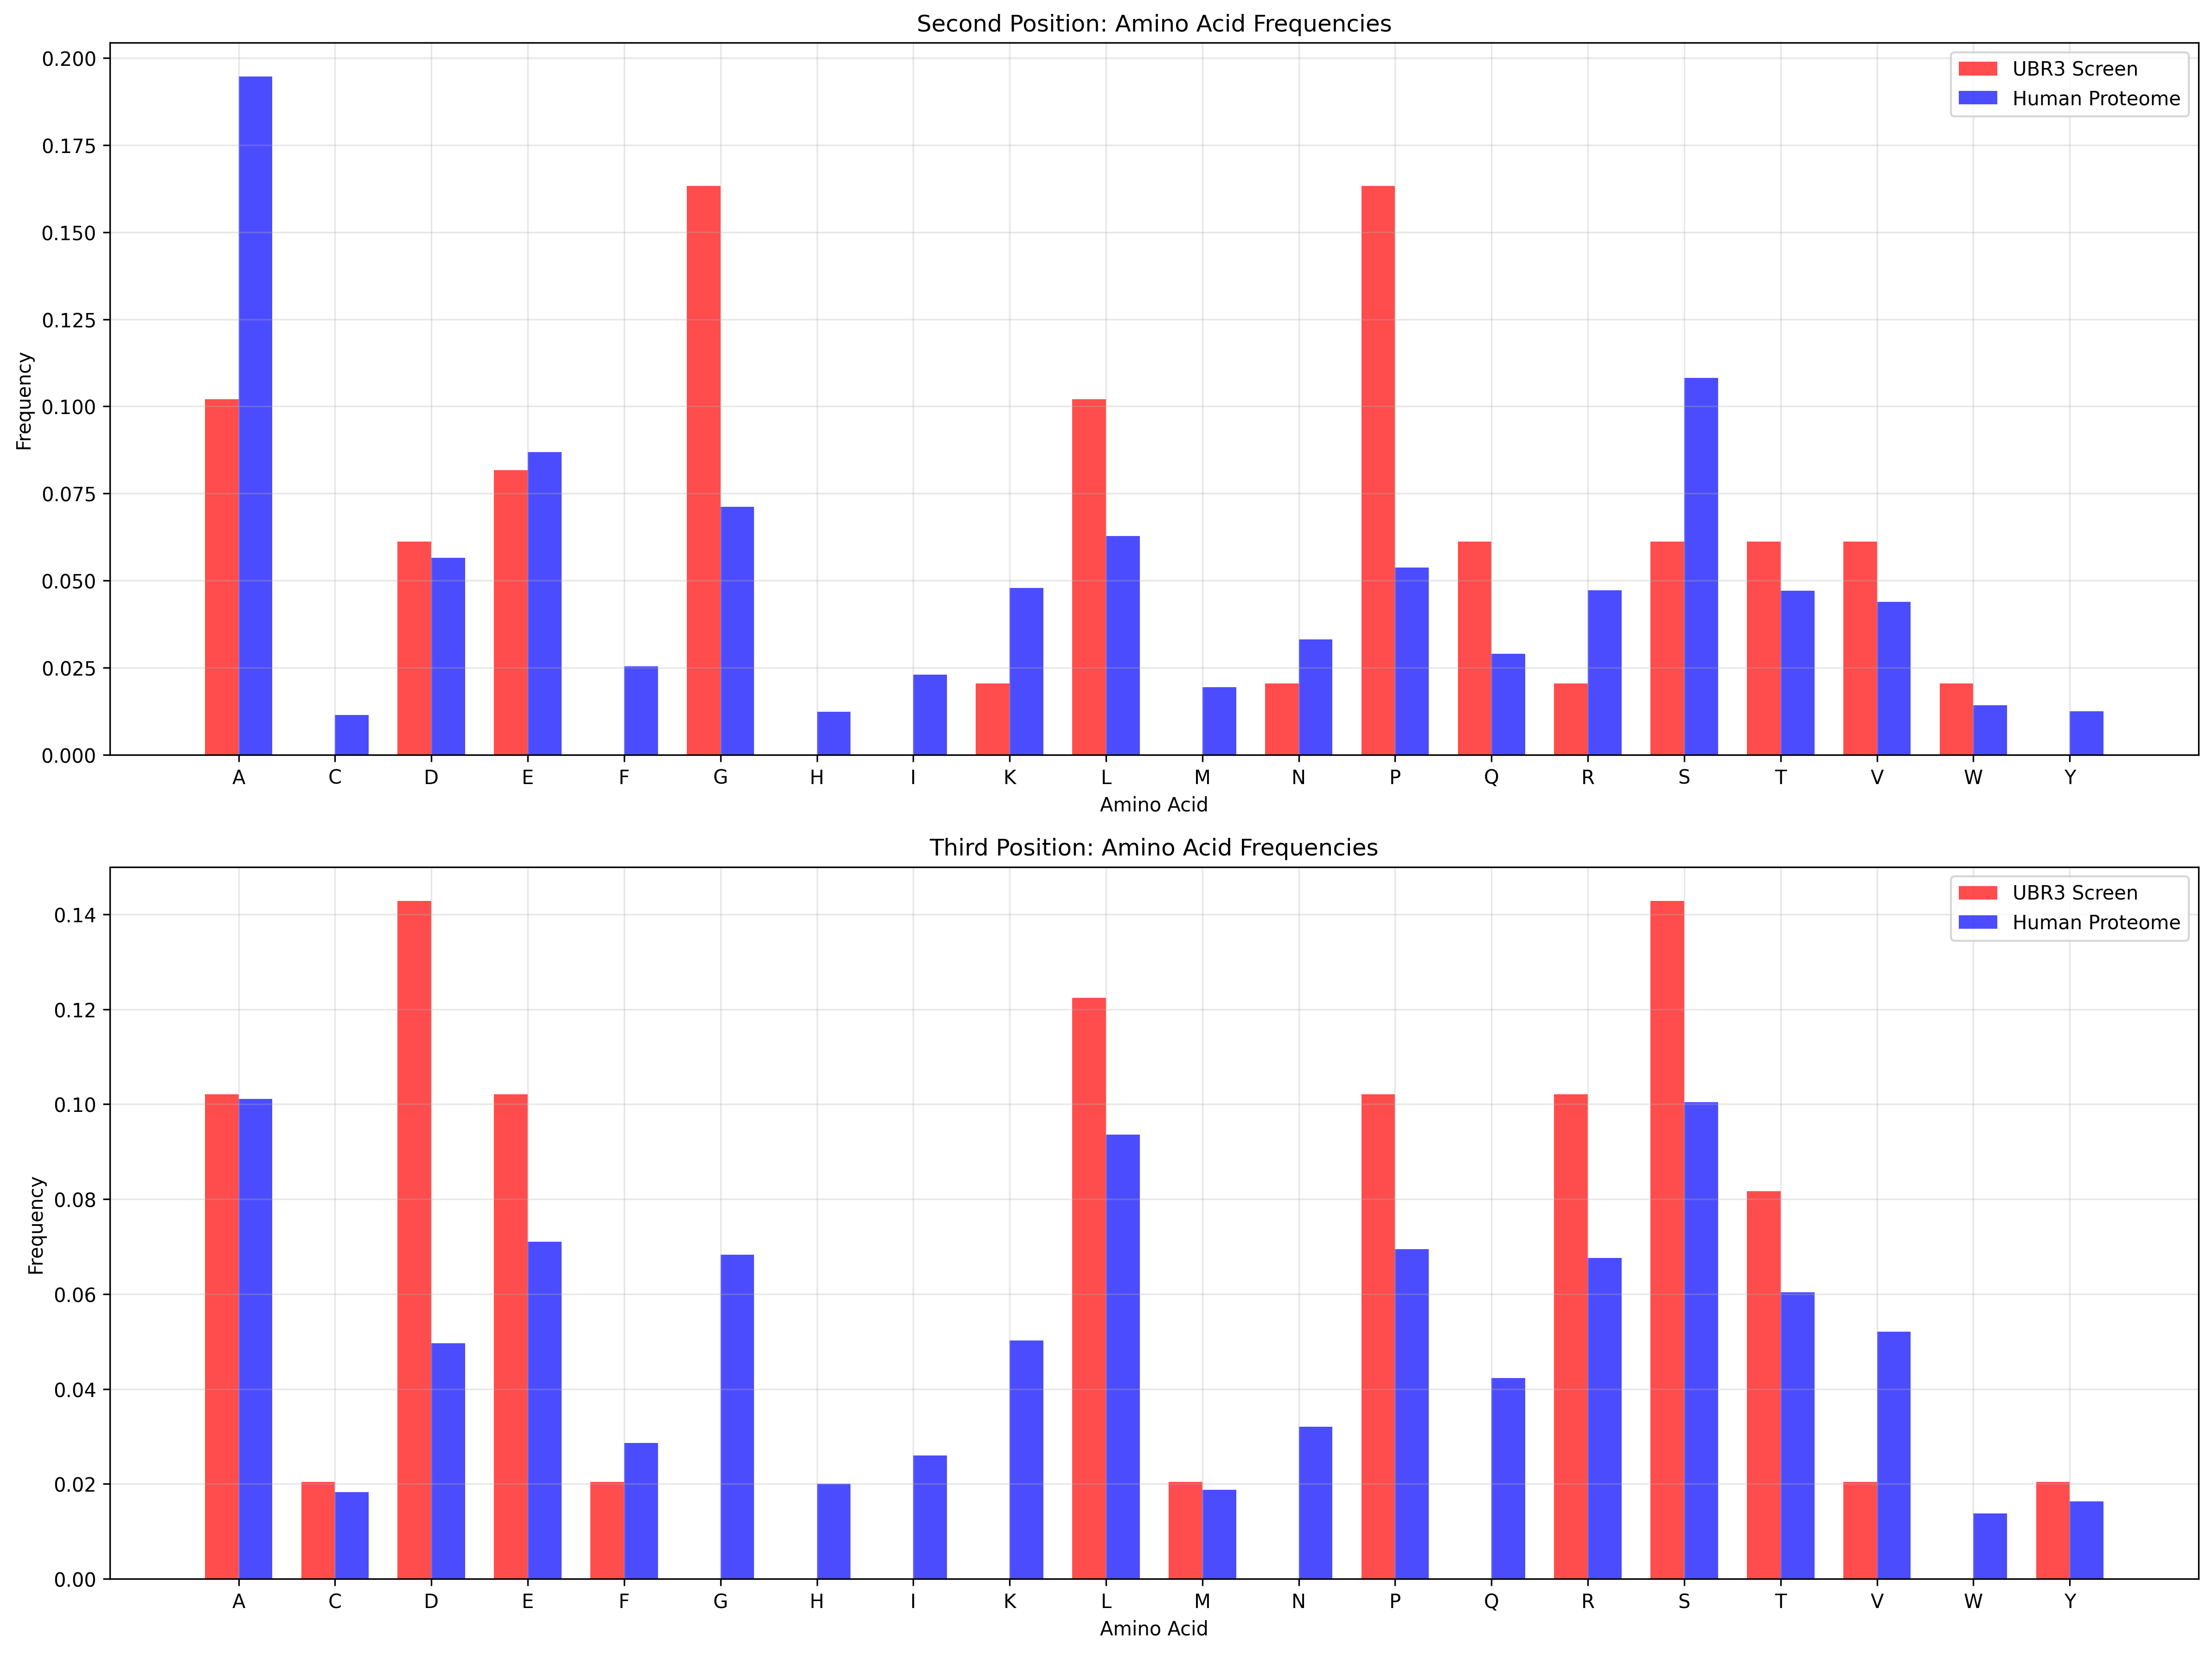 Second Position: Amino Acid Frequencies
UBR3 Screen
Human Proteome
0.200
0.175
0.150
0.125
0.100
0.075
0.050
0.025
0.000
Frequency
A C D E F G H I K L M N P Q R S T V W Y
Amino Acid
Third Position: Amino Acid Frequencies
UBR3 Screen
Human Proteome
0.14
0.12
0.10
0.08
0.06
0.04
0.02
0.00
Frequency
A C D E F G H I K L M N P Q R S T V W Y
Amino Acid